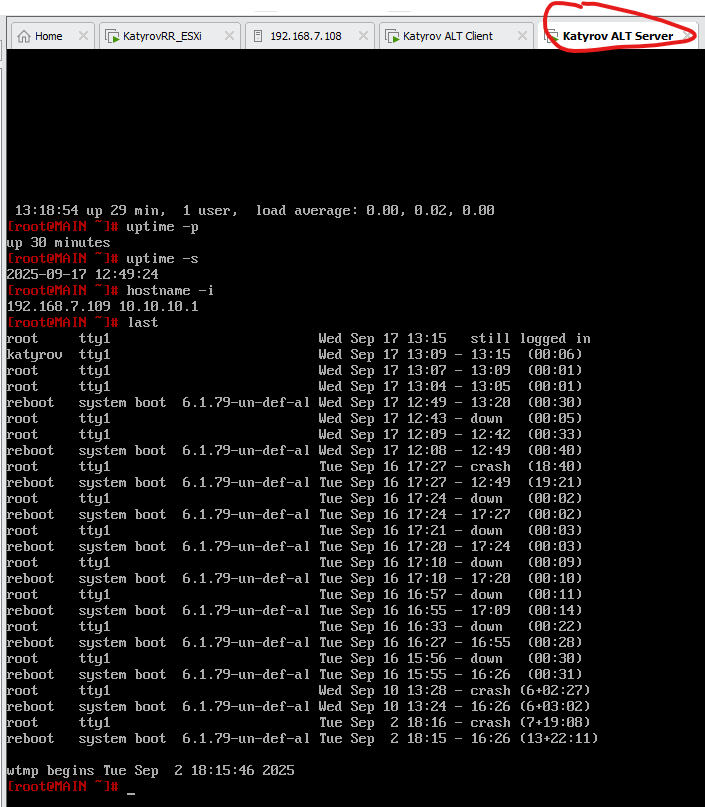 Home
KatyrovRR_ESXi
192.168.7.108
Katyrov ALT Client
Katyrov ALT Server
13:18:54 up 29 min,  1 user,  load average: 0.00, 0.02, 0.00
[root@MAIN ~]# uptime -p
up 30 minutes
[root@MAIN ~]# uptime -s
2025-09-17 12:49:24
[root@MAIN ~]# hostname -i
192.168.7.109 10.10.10.1
[root@MAIN ~]# last
root     tty1                          Wed Sep 17 13:15   still logged in
katyrov  tty1                          Wed Sep 17 13:09 - 13:15  (00:06)
root     tty1                          Wed Sep 17 13:07 - 13:09  (00:01)
root     tty1                          Wed Sep 17 13:04 - 13:05  (00:01)
reboot   system boot  6.1.79-un-def-al Wed Sep 17 12:49 - 13:20  (00:30)
root     tty1                          Wed Sep 17 12:43 - down   (00:05)
root     tty1                          Wed Sep 17 12:09 - 12:42  (00:33)
reboot   system boot  6.1.79-un-def-al Wed Sep 17 12:08 - 12:49  (00:40)
root     tty1                          Tue Sep 16 17:27 - crash  (18:40)
reboot   system boot  6.1.79-un-def-al Tue Sep 16 17:27 - 12:49  (19:21)
root     tty1                          Tue Sep 16 17:24 - down   (00:02)
reboot   system boot  6.1.79-un-def-al Tue Sep 16 17:24 - 17:27  (00:02)
root     tty1                          Tue Sep 16 17:21 - down   (00:03)
reboot   system boot  6.1.79-un-def-al Tue Sep 16 17:20 - 17:24  (00:03)
root     tty1                          Tue Sep 16 17:10 - down   (00:09)
reboot   system boot  6.1.79-un-def-al Tue Sep 16 17:10 - 17:20  (00:10)
root     tty1                          Tue Sep 16 16:57 - down   (00:11)
reboot   system boot  6.1.79-un-def-al Tue Sep 16 16:55 - 17:09  (00:14)
root     tty1                          Tue Sep 16 16:33 - down   (00:22)
reboot   system boot  6.1.79-un-def-al Tue Sep 16 16:27 - 16:55  (00:28)
root     tty1                          Tue Sep 16 15:56 - down   (00:30)
reboot   system boot  6.1.79-un-def-al Tue Sep 16 15:55 - 16:26  (00:31)
root     tty1                          Wed Sep 10 13:28 - crash (6+02:27)
reboot   system boot  6.1.79-un-def-al Wed Sep 10 13:24 - 16:26 (6+03:02)
root     tty1                          Tue Sep  2 18:16 - crash (7+19:08)
reboot   system boot  6.1.79-un-def-al Tue Sep  2 18:15 - 16:26 (13+22:11)
wtmp begins Tue Sep  2 18:15:46 2025
[root@MAIN ~]# _